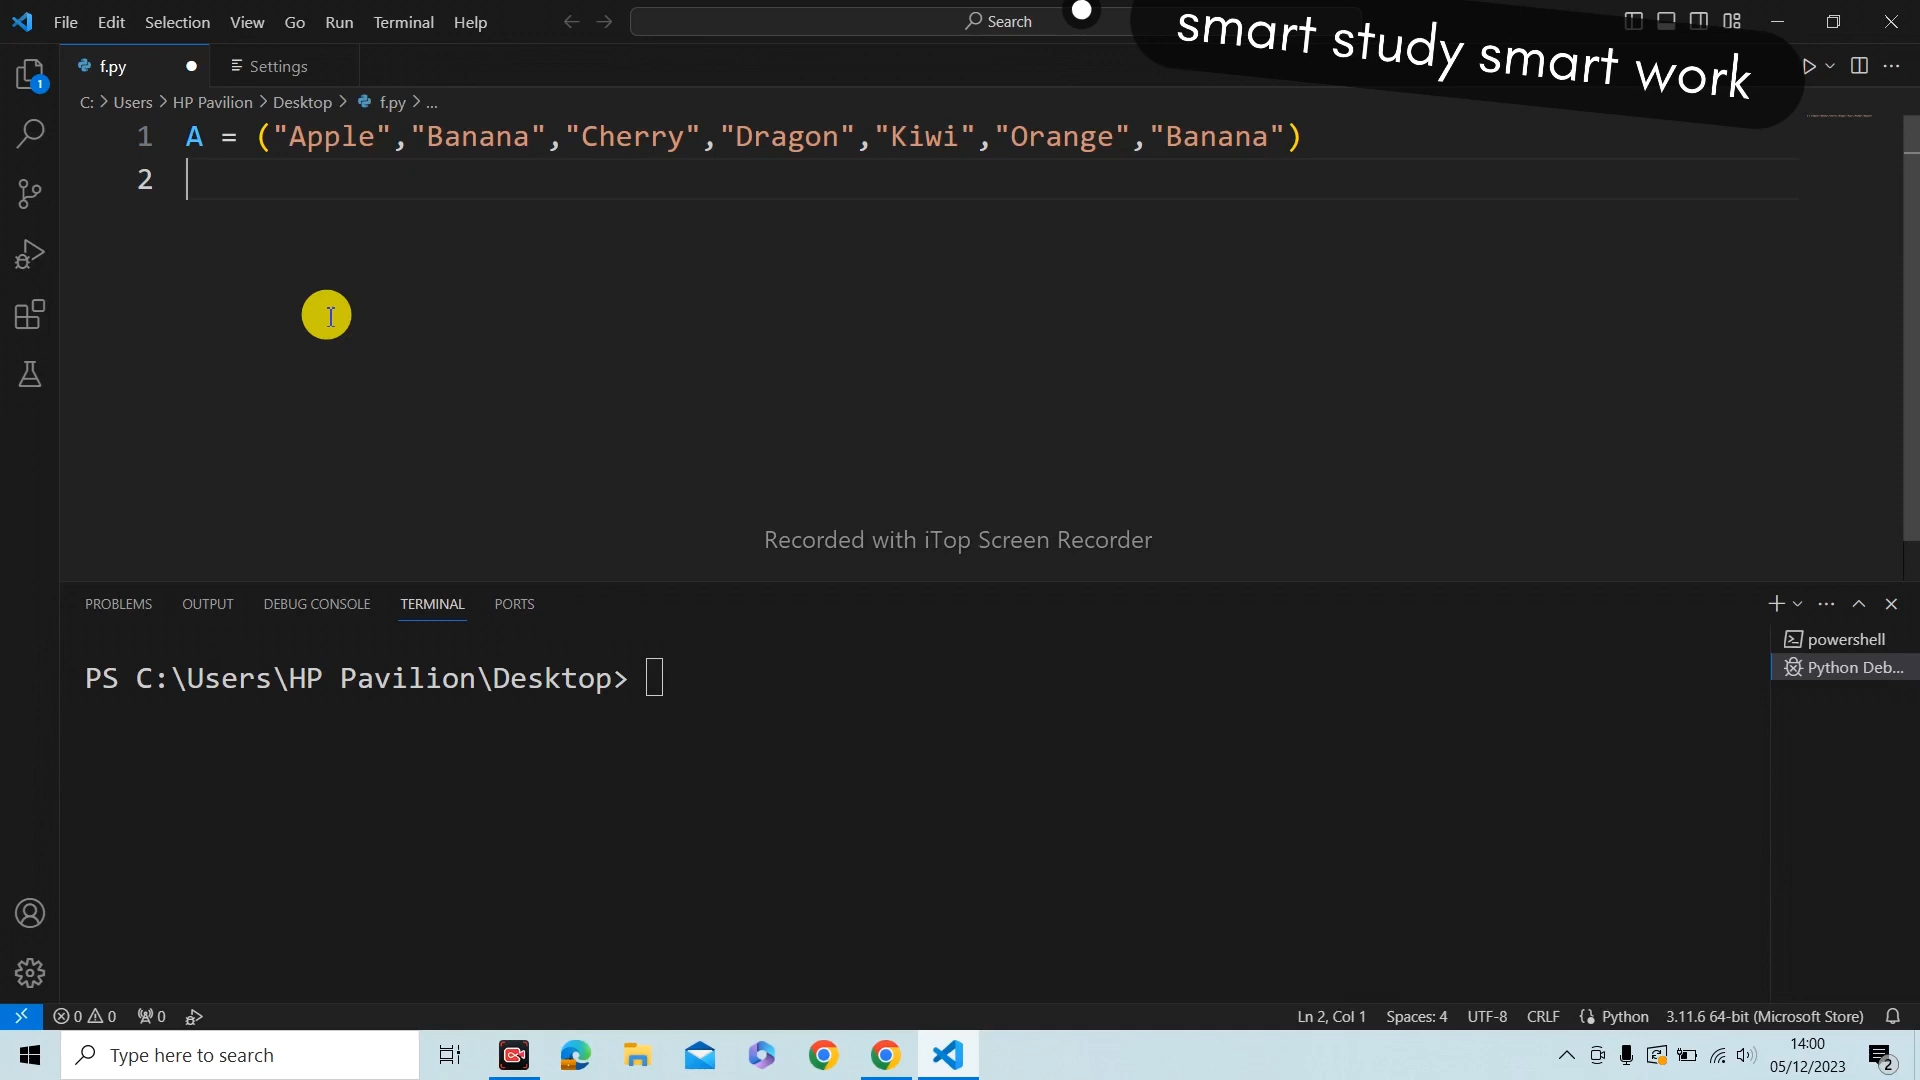 File Edit Selection View Go Run Terminal Help
Search
smart study smart work
f.py
Settings
1
C: > Users > HP Pavilion > Desktop > f.py > ...
1 A = ("Apple","Banana","Cherry","Dragon","Kiwi","Orange","Banana")
2
Recorded with iTop Screen Recorder
PROBLEMS OUTPUT DEBUG CONSOLE TERMINAL PORTS
powershell
Python Deb...
PS C:\Users\HP Pavilion\Desktop>
0 0 0 Ln 2, Col 1 Spaces: 4 UTF-8 CRLF Python 3.11.6 64-bit (Microsoft Store)
Type here to search
14:00
05/12/2023
2